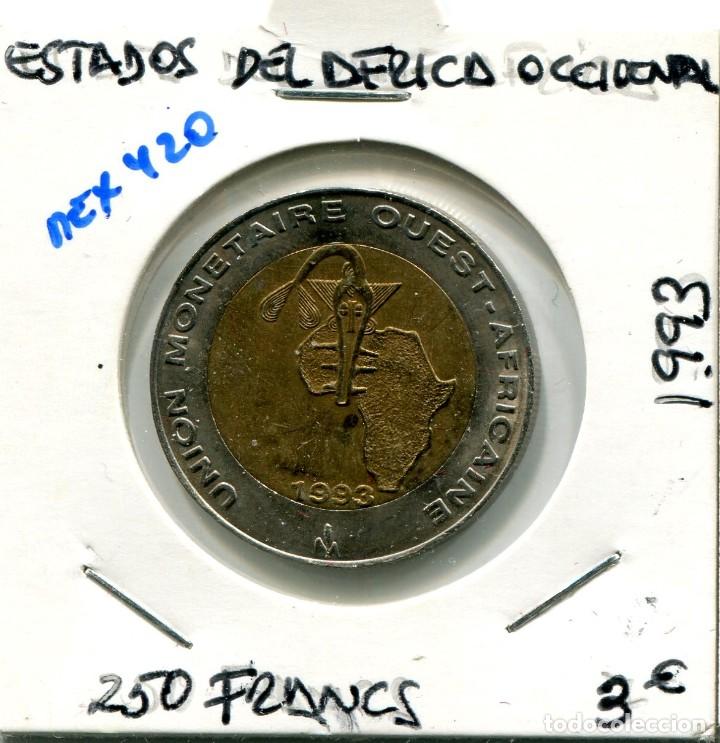 ESTADOS DEL AFRICA OCCIDENTAL
MEX 420
UNION MONETAIRE OUEST-AFRICAINE
1993
1993
250 FRANCS
3€
todocoleccion